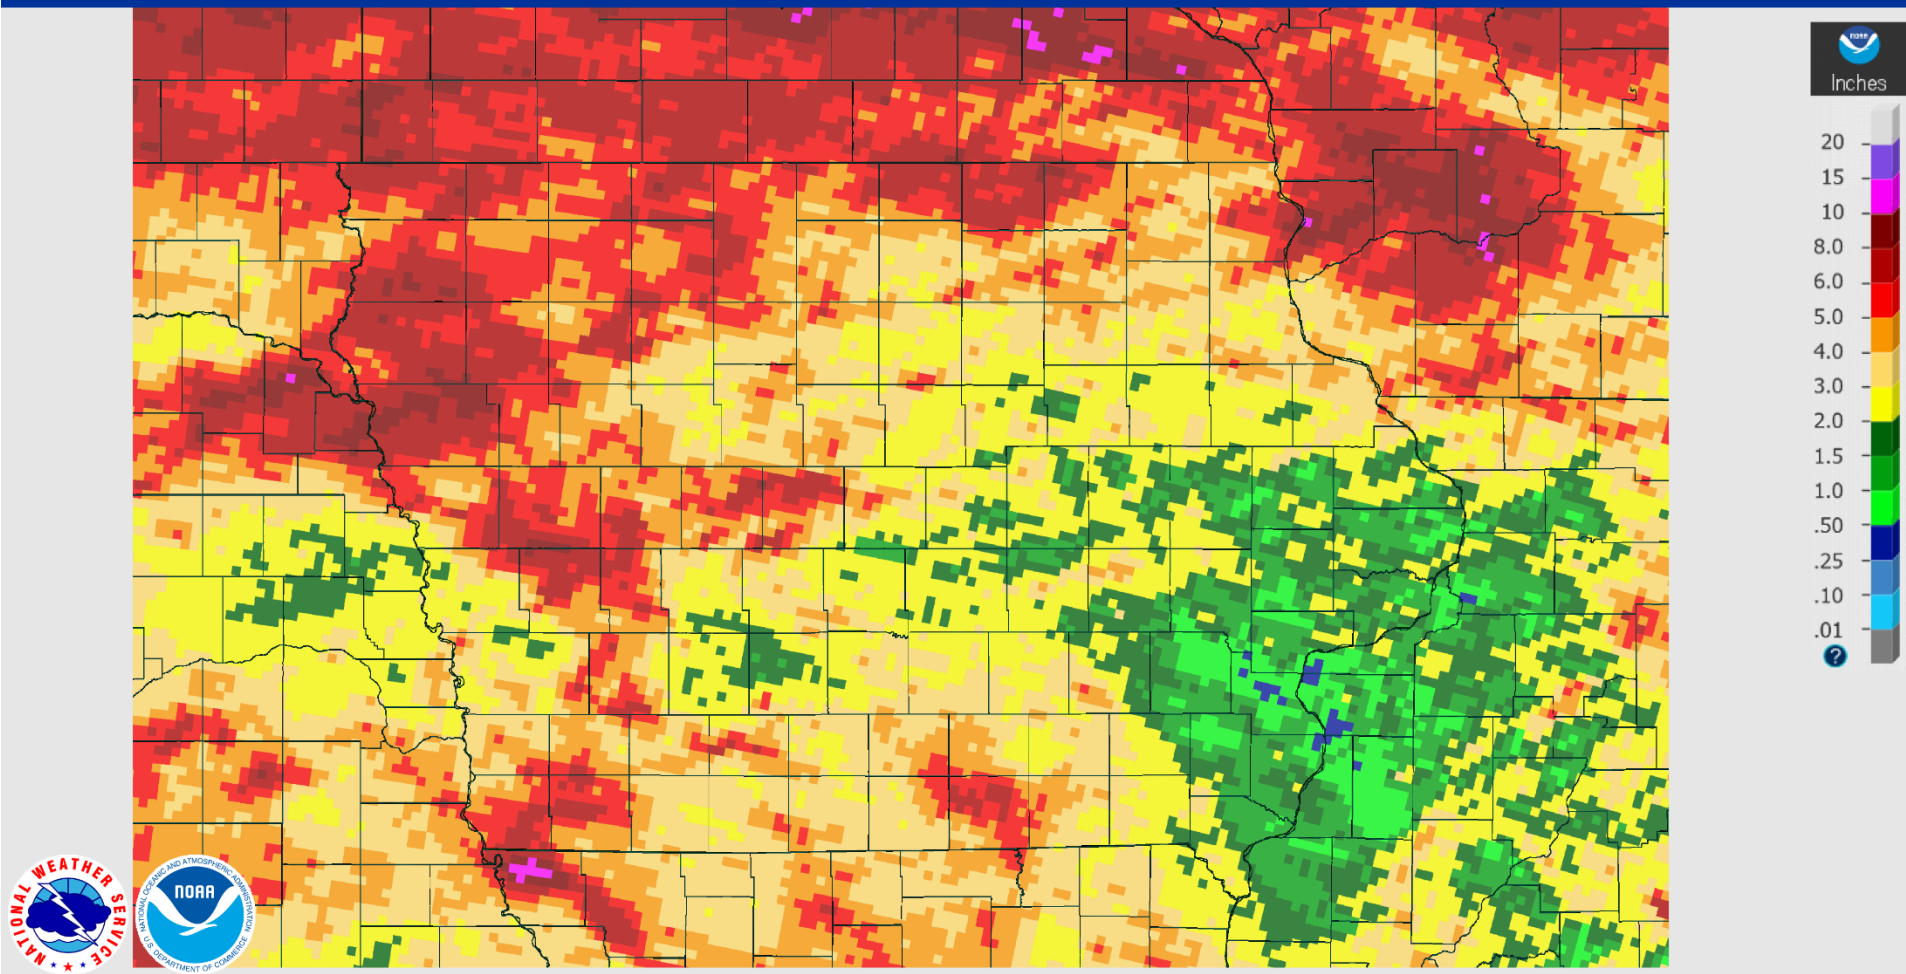 NOAA
Inches
20
15
10
8.0
6.0
5.0
4.0
3.0
2.0
1.5
1.0
.50
.25
.10
.01
?
NATIONAL WEATHER SERVICE
NATIONAL OCEANIC AND ATMOSPHERIC ADMINISTRATION
NOAA
U.S. DEPARTMENT OF COMMERCE